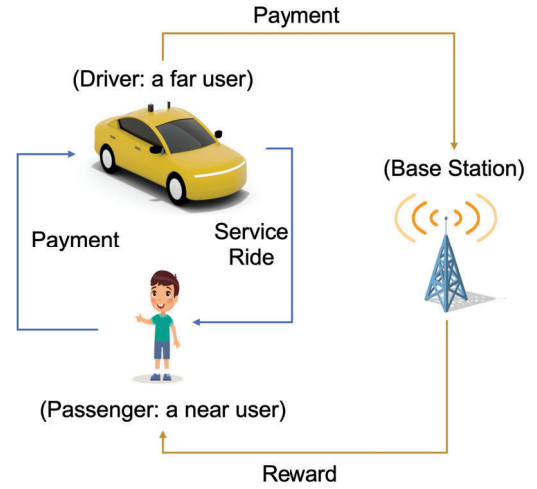 Payment
(Driver: a far user)
(Base Station)
Payment
Service
Ride
(Passenger: a near user)
Reward